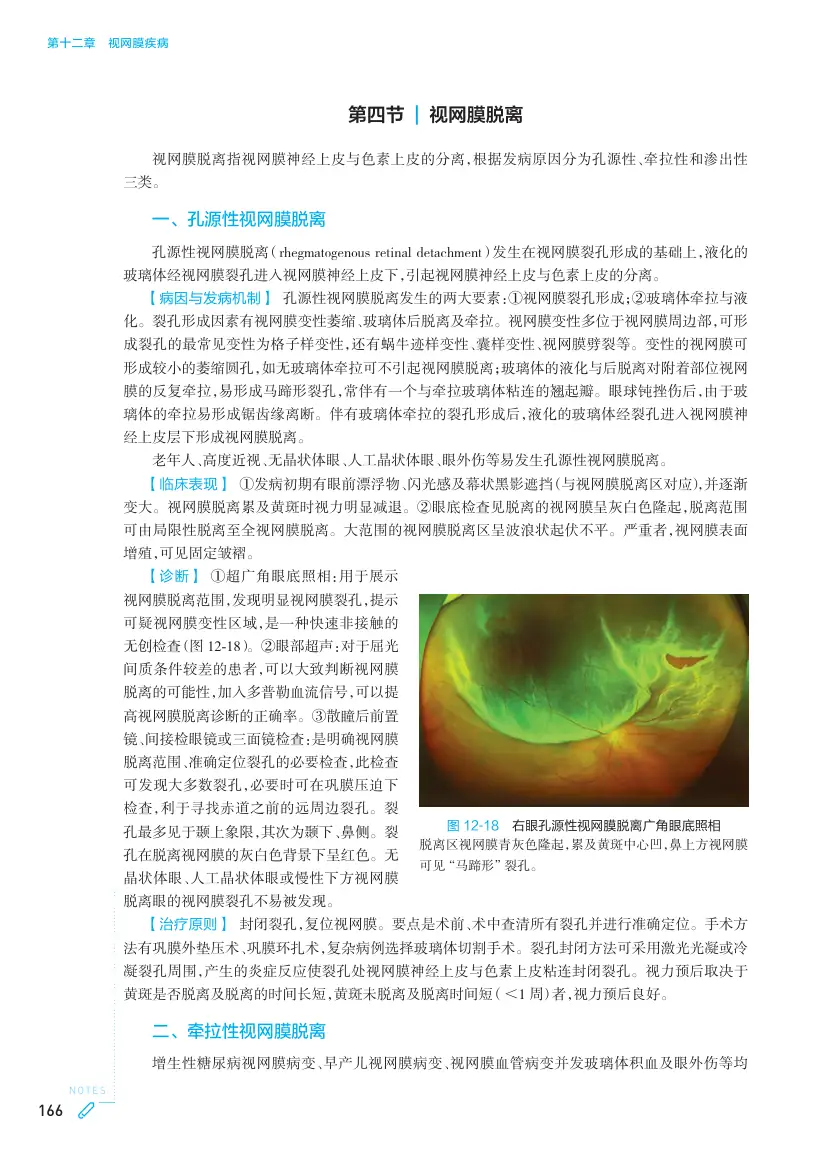 第十二章 视网膜疾病
第四节 | 视网膜脱离
视网膜脱离指视网膜神经上皮与色素上皮的分离,根据发病原因分为孔源性、牵拉性和渗出性
三类。
一、孔源性视网膜脱离
孔源性视网膜脱离(rhegmatogenous retinal detachment)发生在视网膜裂孔形成的基础上,液化的
玻璃体经视网膜裂孔进入视网膜神经上皮下,引起视网膜神经上皮与色素上皮的分离。
【病因与发病机制】 孔源性视网膜脱离发生的两大要素:①视网膜裂孔形成;②玻璃体牵拉与液
化。裂孔形成因素有视网膜变性萎缩、玻璃体后脱离及牵拉。视网膜变性多位于视网膜周边部,可形
成裂孔的最常见变性为格子样变性,还有蜗牛迹样变性、囊样变性、视网膜劈裂等。变性的视网膜可
形成较小的萎缩圆孔,如无玻璃体牵拉可不引起视网膜脱离;玻璃体的液化与后脱离对附着部位视网
膜的反复牵拉,易形成马蹄形裂孔,常伴有一个与牵拉玻璃体粘连的翘起瓣。眼球钝挫伤后,由于玻
璃体的牵拉易形成锯齿缘离断。伴有玻璃体牵拉的裂孔形成后,液化的玻璃体经裂孔进入视网膜神
经上皮层下形成视网膜脱离。
老年人、高度近视、无晶状体眼、人工晶状体眼、眼外伤等易发生孔源性视网膜脱离。
【临床表现】 ①发病初期有眼前漂浮物、闪光感及幕状黑影遮挡(与视网膜脱离区对应),并逐渐
变大。视网膜脱离累及黄斑时视力明显减退。②眼底检查见脱离的视网膜呈灰白色隆起,脱离范围
可由局限性脱离至全视网膜脱离。大范围的视网膜脱离区呈波浪状起伏不平。严重者,视网膜表面
增殖,可见固定皱褶。
【诊断】 ①超广角眼底照相:用于展示
视网膜脱离范围,发现明显视网膜裂孔,提示
可疑视网膜变性区域,是一种快速非接触的
无创检查(图 12-18)。②眼部超声:对于屈光
间质条件较差的患者,可以大致判断视网膜
脱离的可能性,加入多普勒血流信号,可以提
高视网膜脱离诊断的正确率。③散瞳后前置
镜、间接检眼镜或三面镜检查:是明确视网膜
脱离范围、准确定位裂孔的必要检查,此检查
可发现大多数裂孔,必要时可在巩膜压迫下
检查,利于寻找赤道之前的远周边裂孔。裂
孔最多见于颞上象限,其次为颞下、鼻侧。裂
孔在脱离视网膜的灰白色背景下呈红色。无
晶状体眼、人工晶状体眼或慢性下方视网膜
脱离眼的视网膜裂孔不易被发现。
图 12-18 右眼孔源性视网膜脱离广角眼底照相
脱离区视网膜青灰色隆起,累及黄斑中心凹,鼻上方视网膜
可见“马蹄形”裂孔。
【治疗原则】 封闭裂孔,复位视网膜。要点是术前、术中查清所有裂孔并进行准确定位。手术方
法有巩膜外垫压术、巩膜环扎术,复杂病例选择玻璃体切割手术。裂孔封闭方法可采用激光光凝或冷
凝裂孔周围,产生的炎症反应使裂孔处视网膜神经上皮与色素上皮粘连封闭裂孔。视力预后取决于
黄斑是否脱离及脱离的时间长短,黄斑未脱离及脱离时间短(<1 周)者,视力预后良好。
二、牵拉性视网膜脱离
增生性糖尿病视网膜病变、早产儿视网膜病变、视网膜血管病变并发玻璃体积血及眼外伤等均
NOTES
166